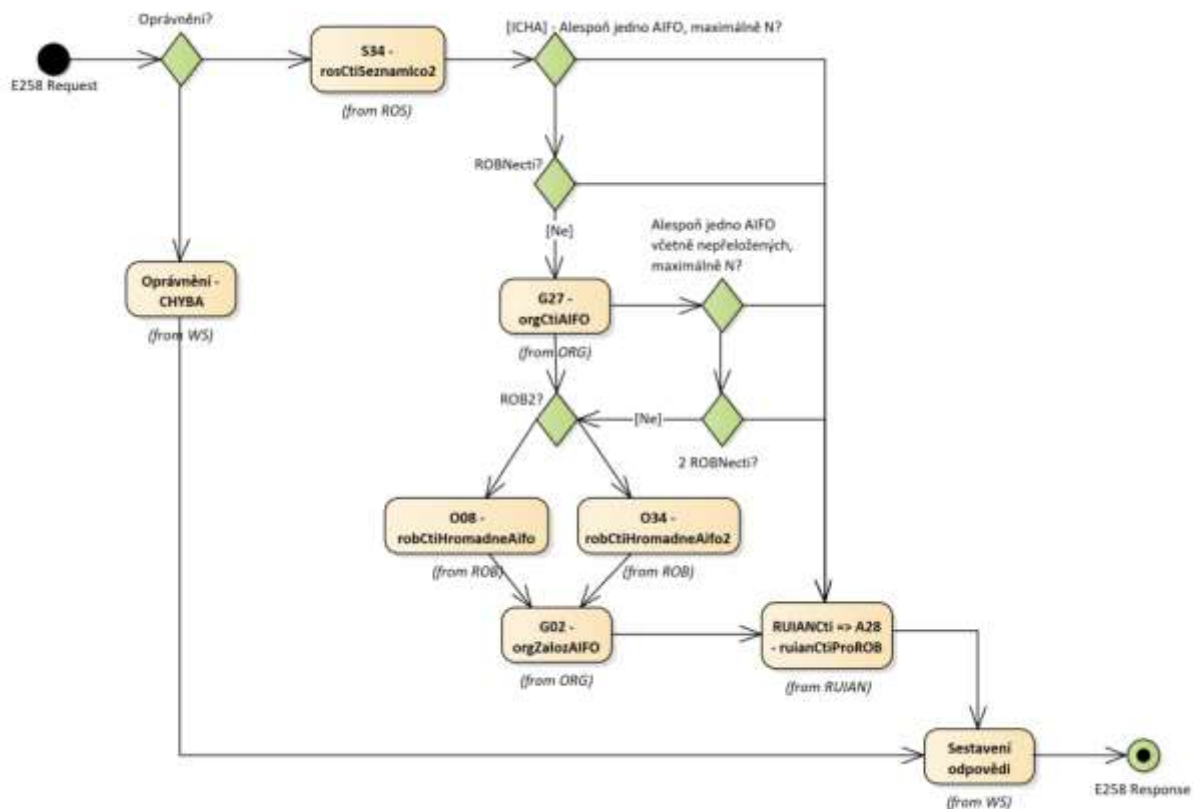 Oprávnění?
[ICHA] - Alespoň jedno AIFO, maximálně N?
S34 -
rosCtiSeznamIco2
E258 Request
(from ROS)
ROBNecti?
Alespoň jedno AIFO
včetně nepřeložených,
maximálně N?
[Ne]
Oprávnění -
CHYBA
(from WS)
G27 -
orgCtiAIFO
(from ORG)
ROB2?
[Ne]
2 ROBNecti?
O08 -
robCtiHromadneAifo
(from ROB)
O34 -
robCtiHromadneAifo2
(from ROB)
G02 -
orgZalozAIFO
(from ORG)
RUIANCti => A28
- ruianCtiProROB
(from RUIAN)
Sestavení
odpovědi
(from WS)
E258 Response